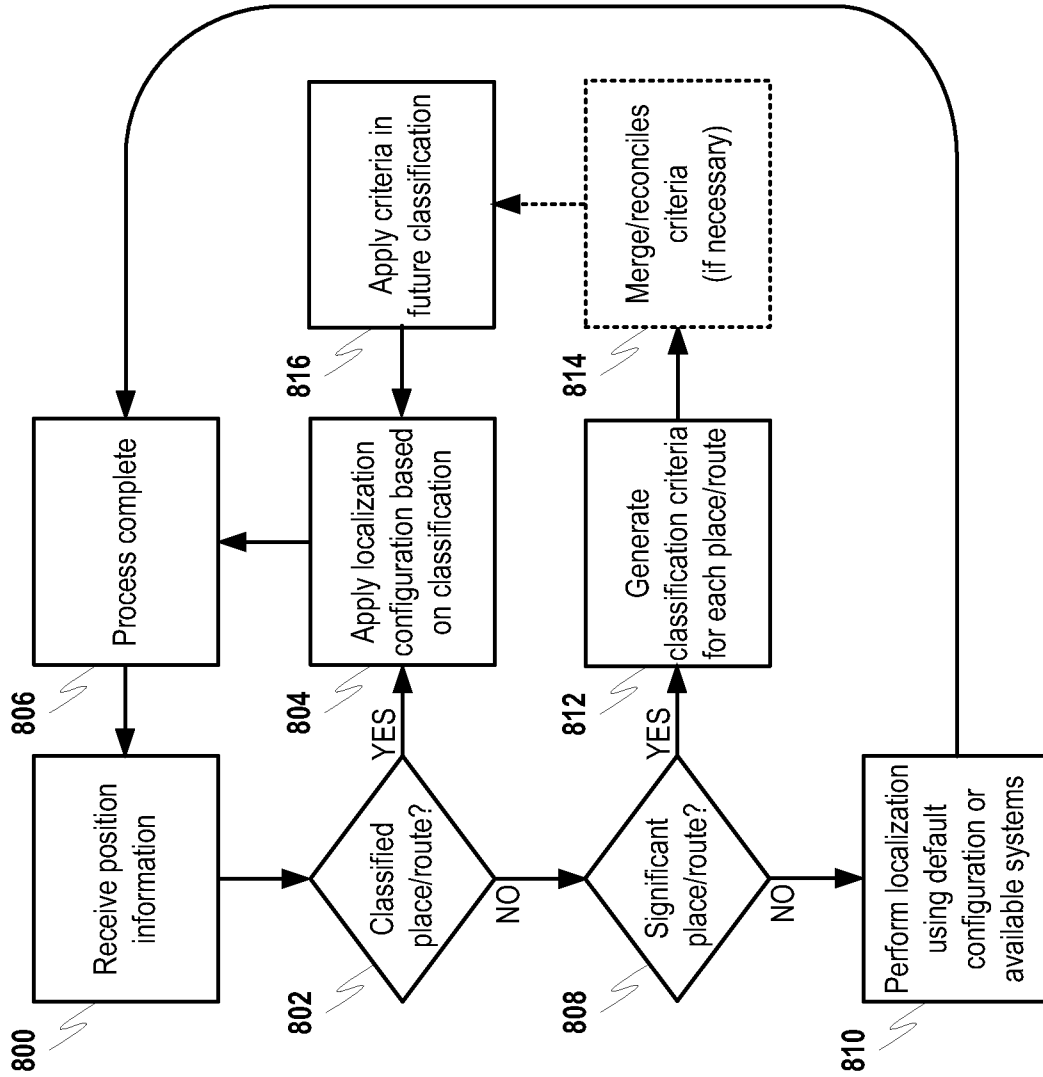 800
Receive position
information
806
Process complete
802
Classified
place/route?
YES
NO
804
Apply localization
configuration based
on classification
816
Apply criteria in
future classification
808
Significant
place/route?
YES
NO
812
Generate
classification criteria
for each place/route
814
Merge/reconciles
criteria
(if necessary)
810
Perform localization
using default
configuration or
available systems